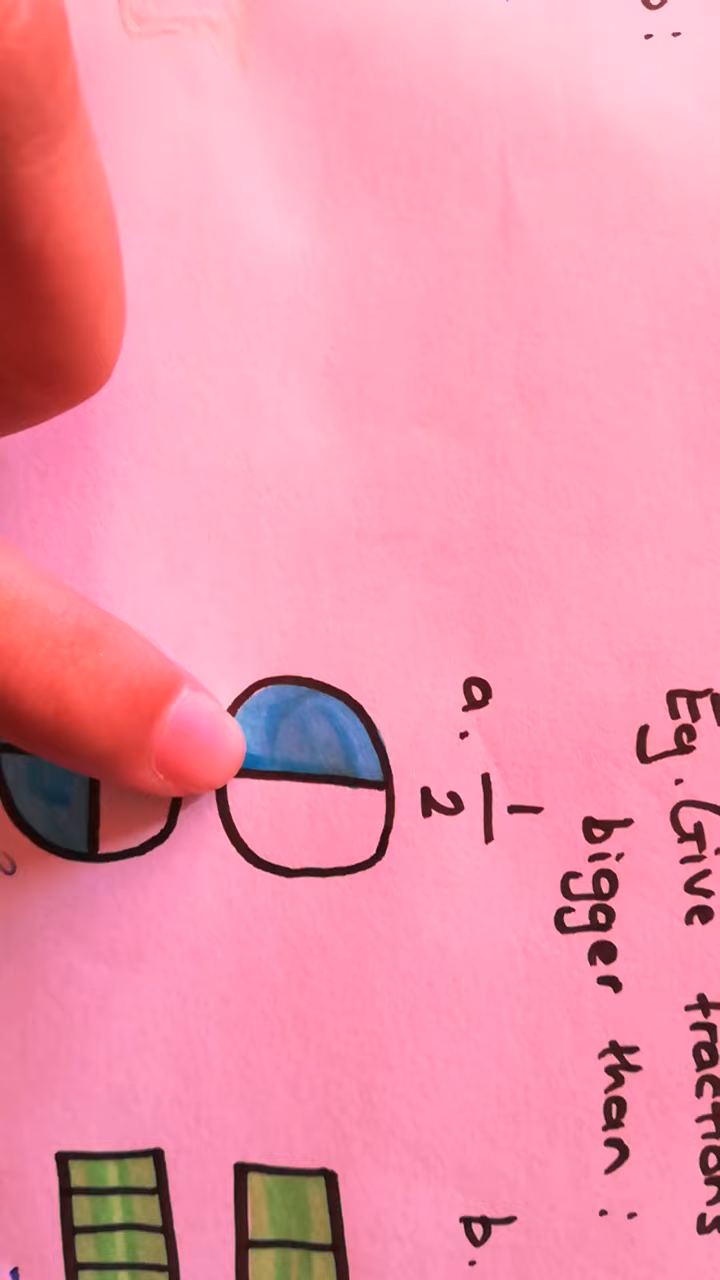 Eg. Give fractions
bigger than :
a. 1/2
b.